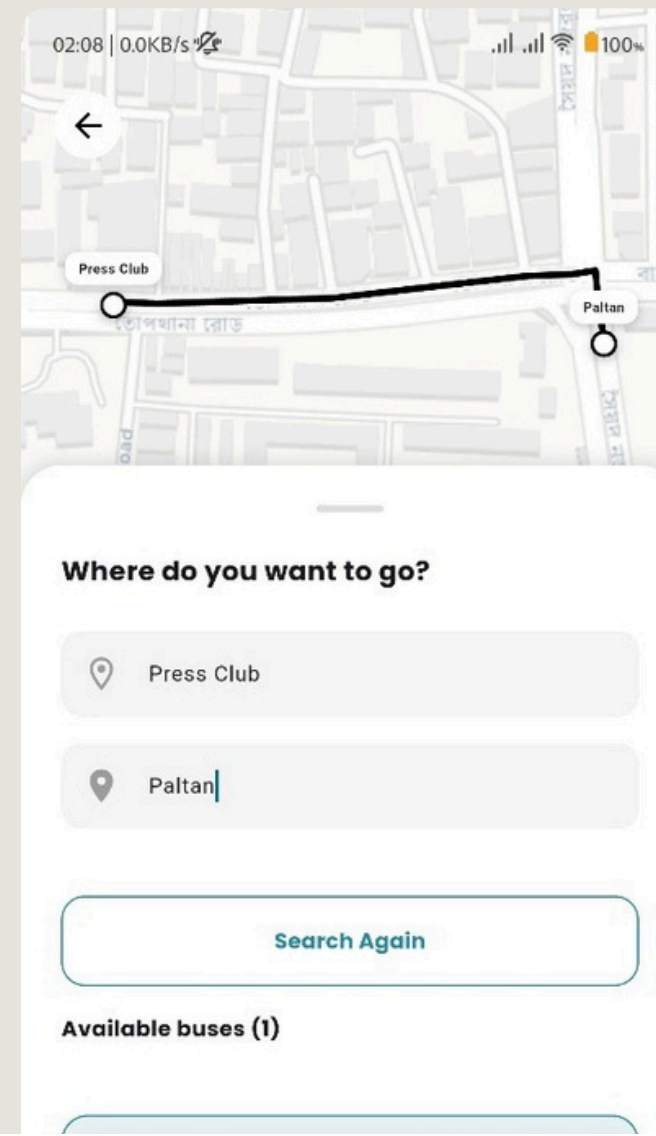 02:08 | 0.0KB/s
100%
সৈয়দ
Press Club
Paltan
তোপখানা রোড
oad
Where do you want to go?
Press Club
Paltan
Search Again
Available buses (1)